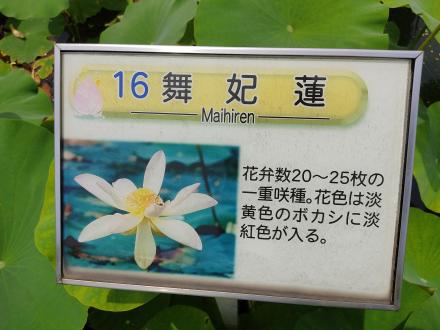 16 舞 妃 蓮
Maihiren
花弁数20〜25枚の
一重咲種。花色は淡
黄色のボカシに淡
紅色が入る。